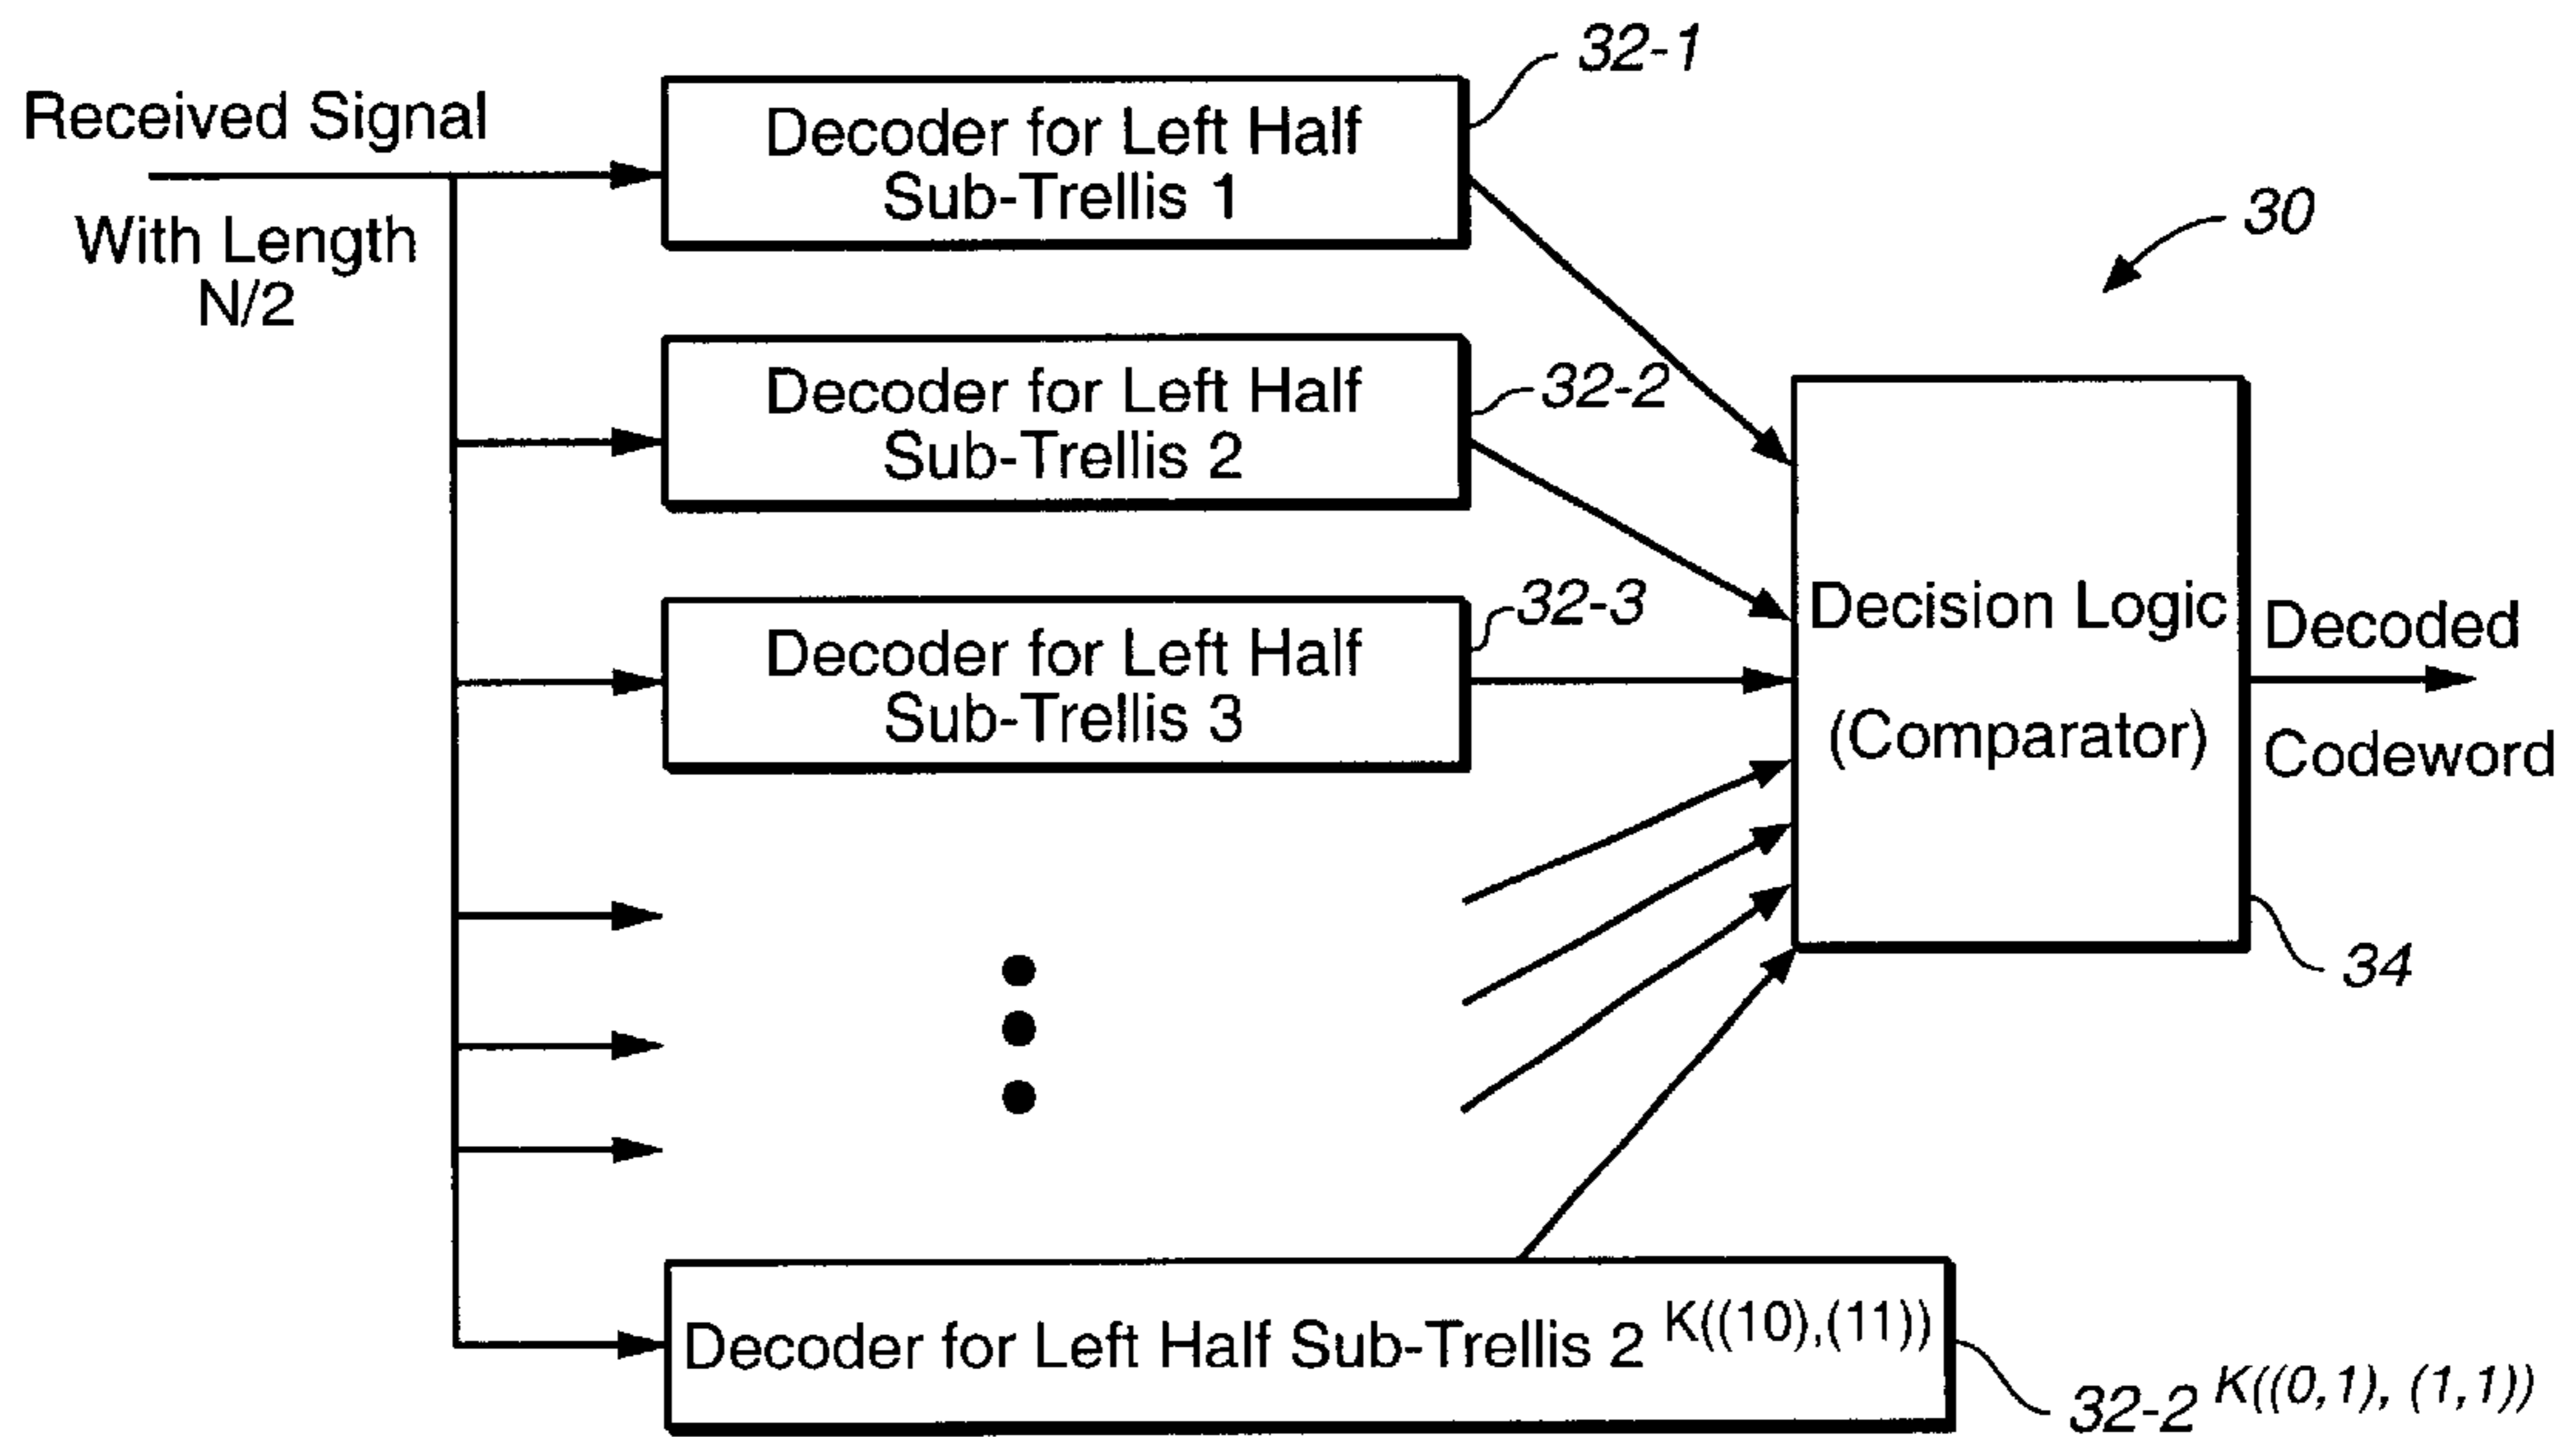 32-1
Received Signal
With Length
N/2
Decoder for Left Half
Sub-Trellis 1
30
Decoder for Left Half
Sub-Trellis 2
32-2
Decoder for Left Half
Sub-Trellis 3
32-3
Decision Logic
(Comparator)
Decoded
Codeword
34
Decoder for Left Half Sub-Trellis 2 K((10),(11))
32-2 K((0,1), (1,1))